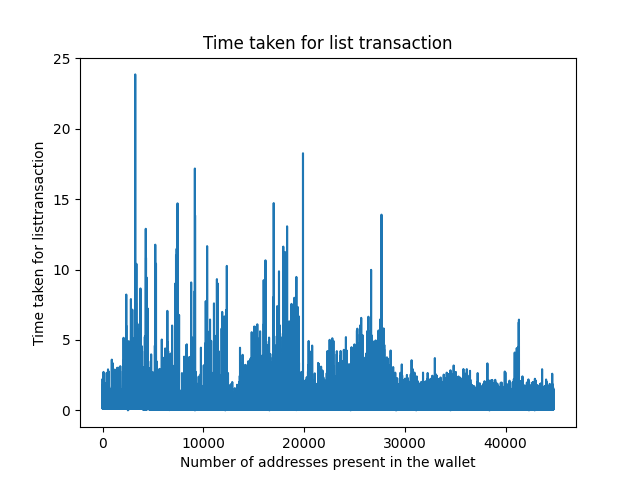 Time taken for list transaction
25
20
15
10
5
0
Time taken for listtransaction
0 10000 20000 30000 40000
Number of addresses present in the wallet